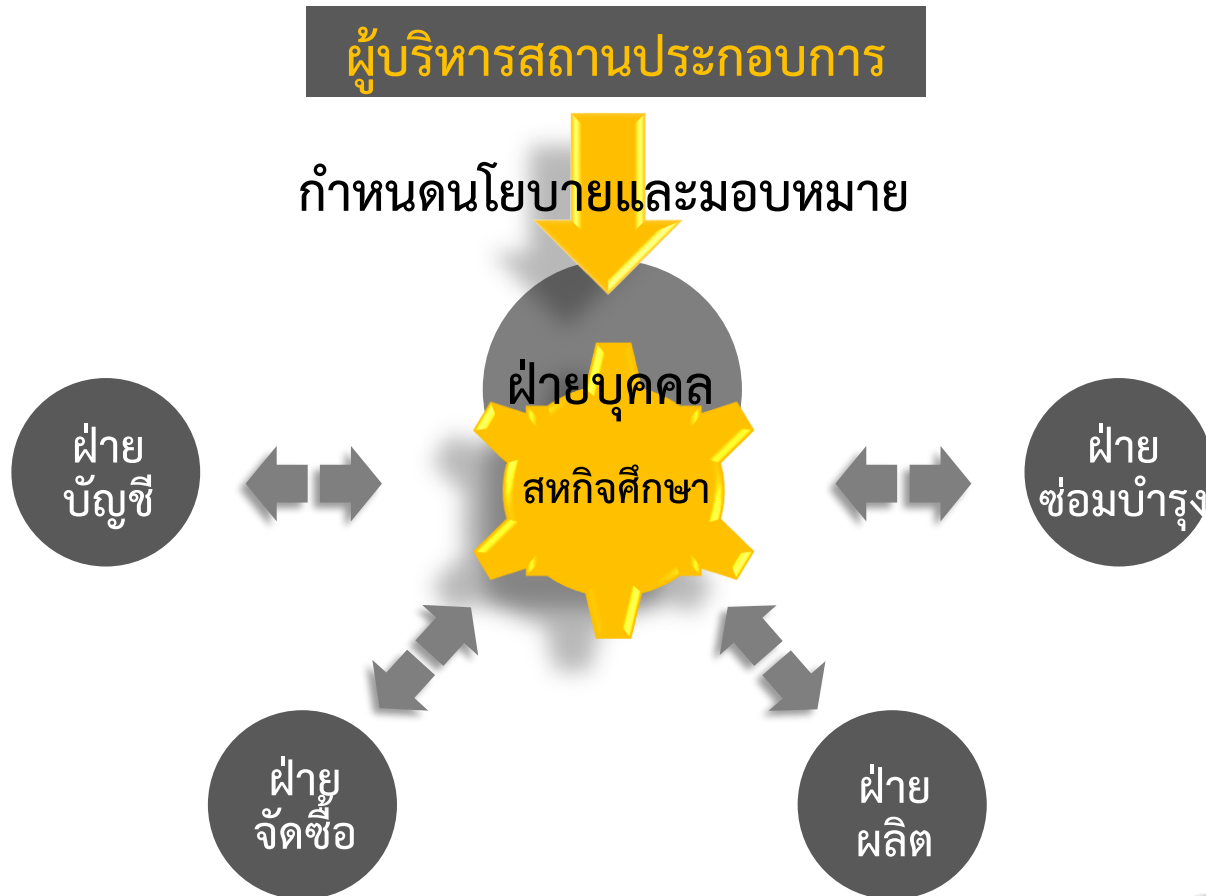 ผู้บริหารสถานประกอบการ
กำหนดนโยบายและมอบหมาย
ฝ่ายบุคคล
สหกิจศึกษา
ฝ่าย
บัญชี
ฝ่าย
ซ่อมบำรุง
ฝ่าย
จัดซื้อ
ฝ่าย
ผลิต